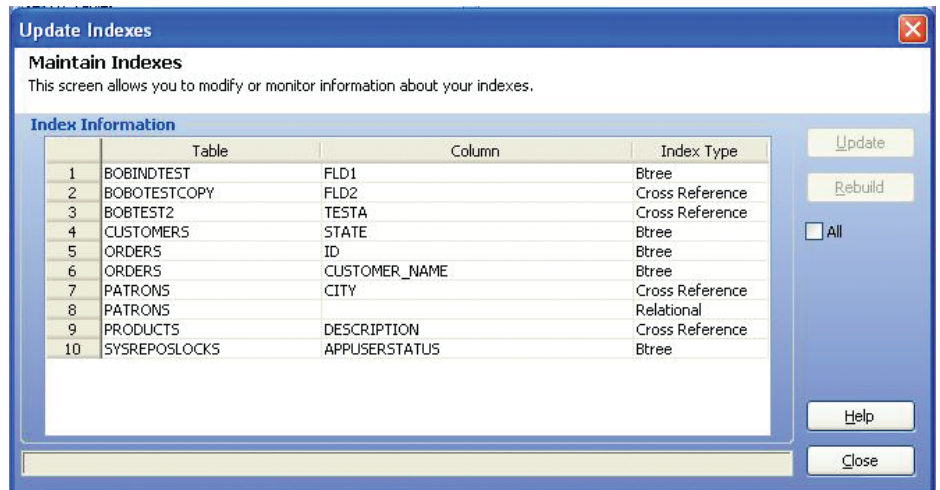 Update Indexes
Maintain Indexes
This screen allows you to modify or monitor information about your indexes.
Index Information
Table Column Index Type
1 BOBINDTEST FLD1 Btree
2 BOBOTESTCOPY FLD2 Cross Reference
3 BOBTEST2 TESTA Cross Reference
4 CUSTOMERS STATE Btree
5 ORDERS ID Btree
6 ORDERS CUSTOMER_NAME Btree
7 PATRONS CITY Cross Reference
8 PATRONS Relational
9 PRODUCTS DESCRIPTION Cross Reference
10 SYSREPOSLOCKS APPUSERSTATUS Btree
Update
Rebuild
All
Help
Close